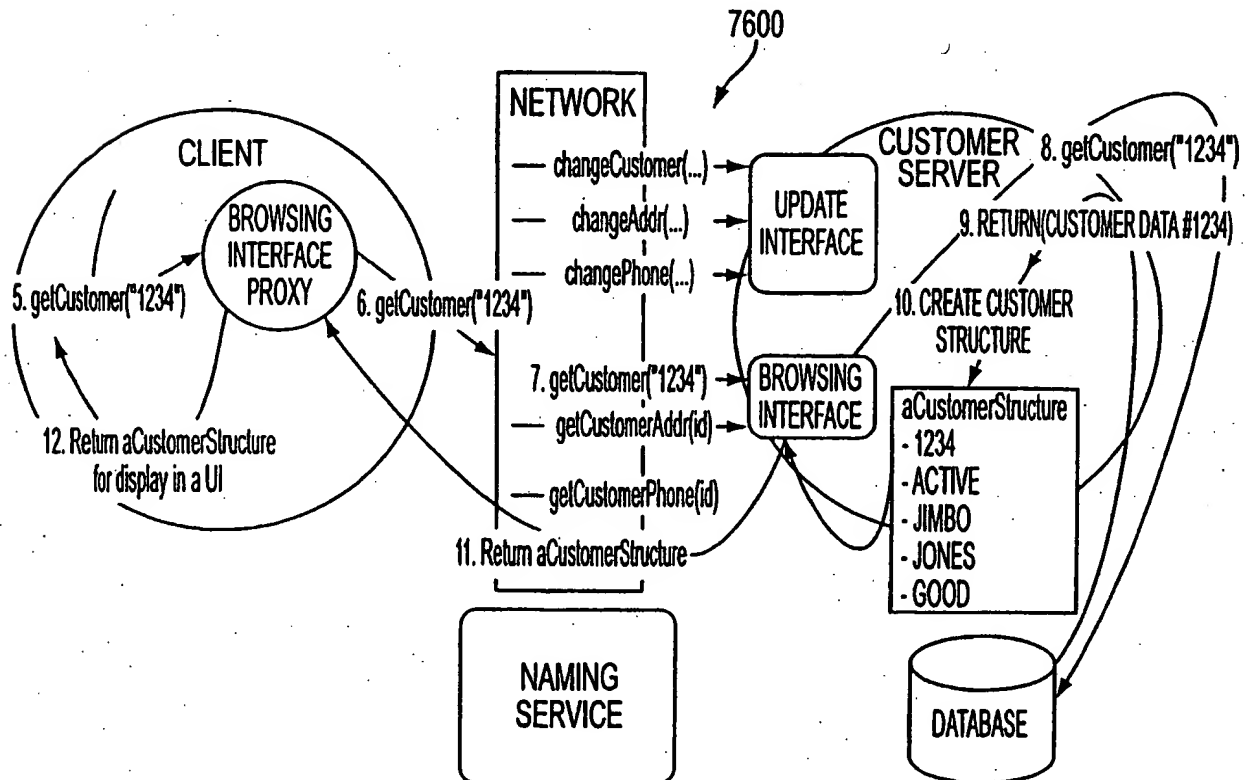 7600
NETWORK
CLIENT
BROWSING
INTERFACE
PROXY
5. getCustomer("1234")
6. getCustomer("1234")
12. Return aCustomerStructure
for display in a UI
changeCustomer(...)
changeAddr(...)
changePhone(...)
7. getCustomer("1234")
getCustomerAddr(id)
getCustomerPhone(id)
11. Return aCustomerStructure
NAMING
SERVICE
UPDATE
INTERFACE
BROWSING
INTERFACE
CUSTOMER
SERVER
8. getCustomer("1234")
9. RETURN(CUSTOMER DATA #1234)
10. CREATE CUSTOMER
STRUCTURE
aCustomerStructure
- 1234
- ACTIVE
- JIMBO
- JONES
- GOOD
DATABASE